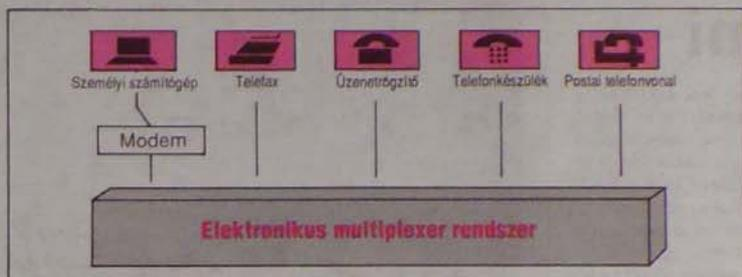 Személyi számítógép Telefax Üzenetrögzítő Telefonkészülék Postai telefonvonal
Modem
Elektronikus multiplexer rendszer